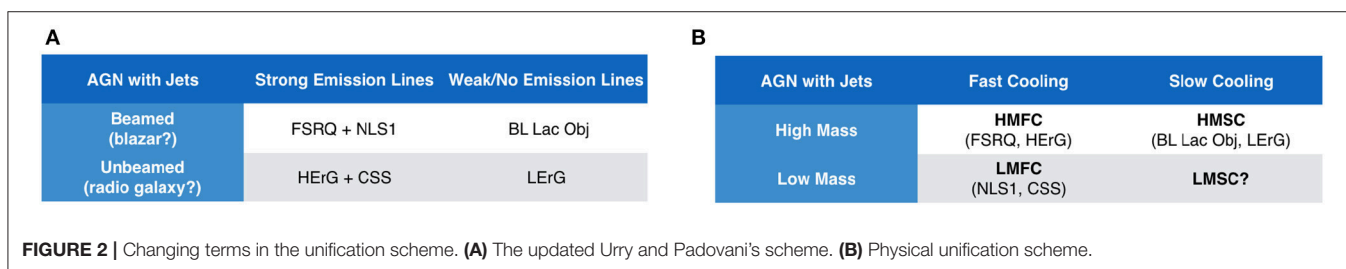 A
AGN with Jets Strong Emission Lines Weak/No Emission Lines
Beamed
(blazar?) FSRQ + NLS1 BL Lac Obj
Unbeamed
(radio galaxy?) HErG + CSS LErG
B
AGN with Jets Fast Cooling Slow Cooling
High Mass HMFC HMSC
(FSRQ, HErG) (BL Lac Obj, LErG)
Low Mass LMFC LMSC?
(NLS1, CSS)
FIGURE 2 | Changing terms in the unification scheme. (A) The updated Urry and Padovani's scheme. (B) Physical unification scheme.